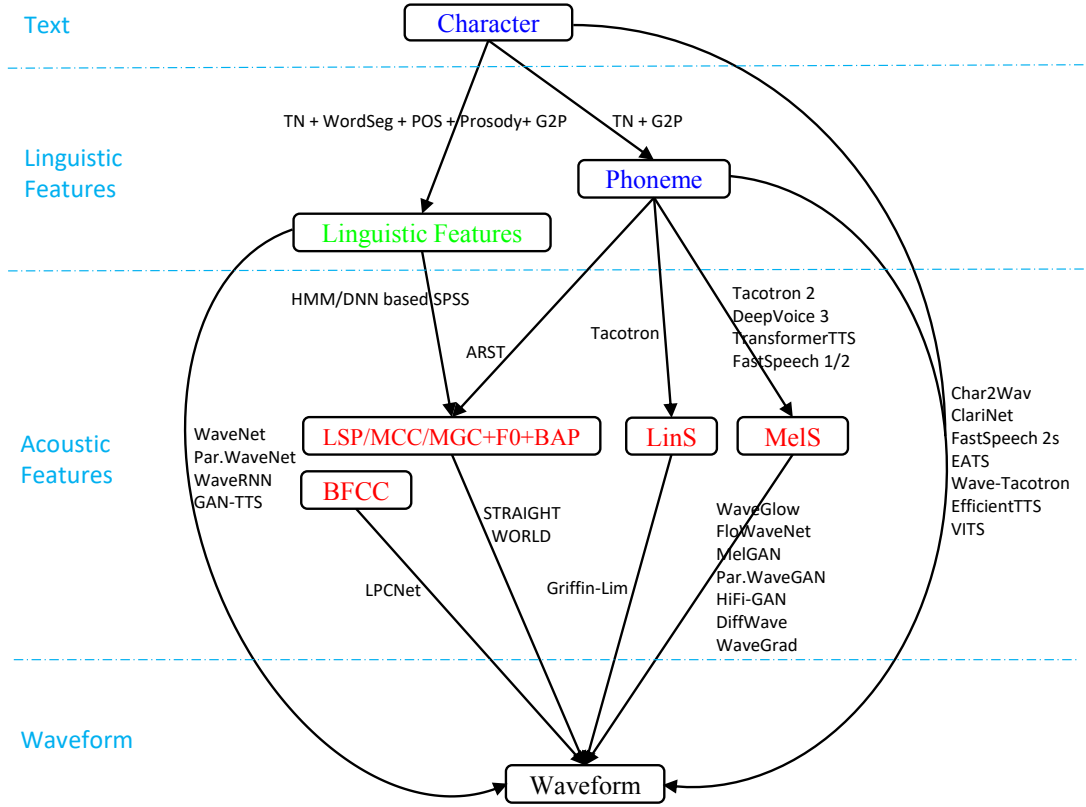 Text
Character
TN + WordSeg + POS + Prosody+ G2P
TN + G2P
Linguistic
Features
Phoneme
Linguistic Features
HMM/DNN based SPSS
ARST
Tacotron
Tacotron 2
DeepVoice 3
TransformerTTS
FastSpeech 1/2
Acoustic
Features
WaveNet
Par.WaveNet
WaveRNN
GAN-TTS
LSP/MCC/MGC+F0+BAP
LinS
MelS
BFCC
Char2Wav
ClariNet
FastSpeech 2s
EATS
Wave-Tacotron
EfficientTTS
VITS
STRAIGHT
WORLD
LPCNet
Griffin-Lim
WaveGlow
FloWaveNet
MelGAN
Par.WaveGAN
HiFi-GAN
DiffWave
WaveGrad
Waveform
Waveform